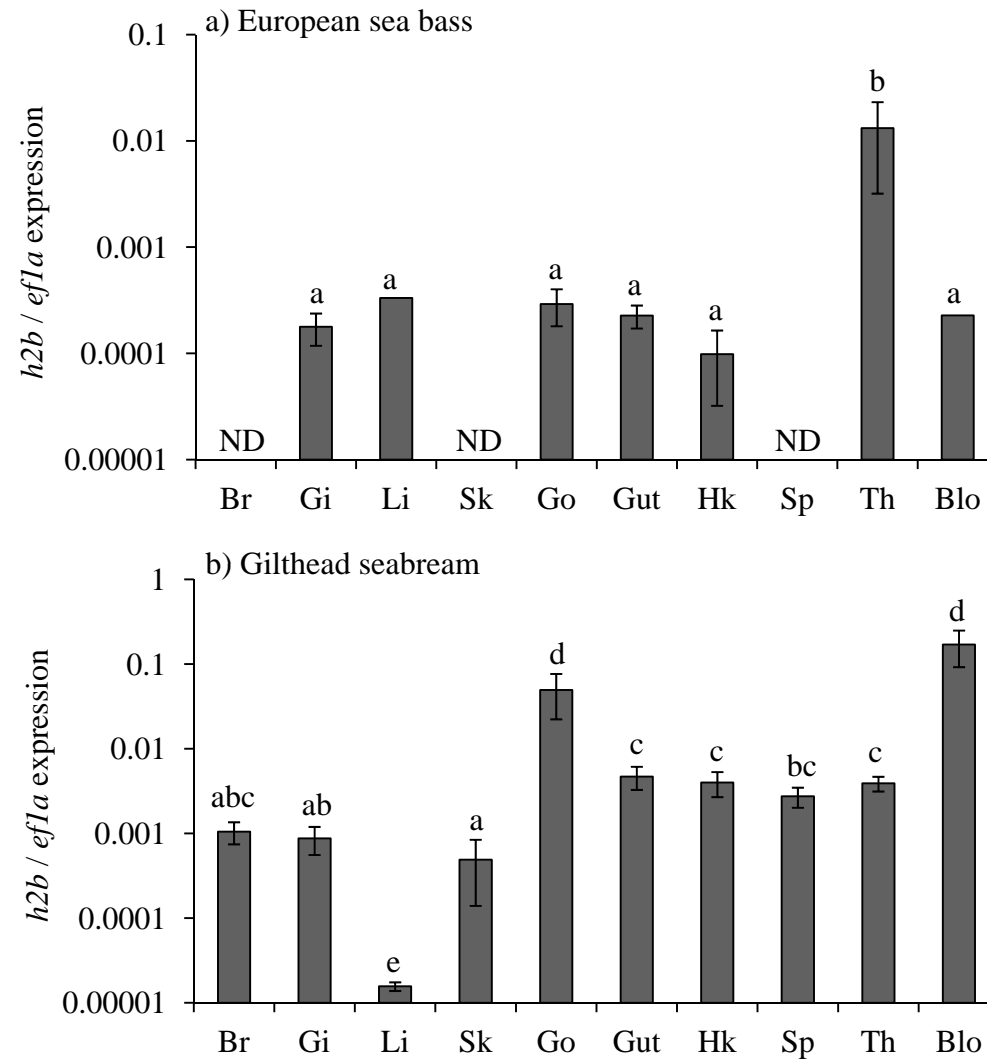 a) European sea bass
h2b / ef1a expression
0.1
0.01
0.001
0.0001
0.00001
ND a a ND a a a ND b a
Br Gi Li Sk Go Gut Hk Sp Th Blo
b) Gilthead seabream
h2b / ef1a expression
1
0.1
0.01
0.001
0.0001
0.00001
abc ab e a d c c bc c d
Br Gi Li Sk Go Gut Hk Sp Th Blo